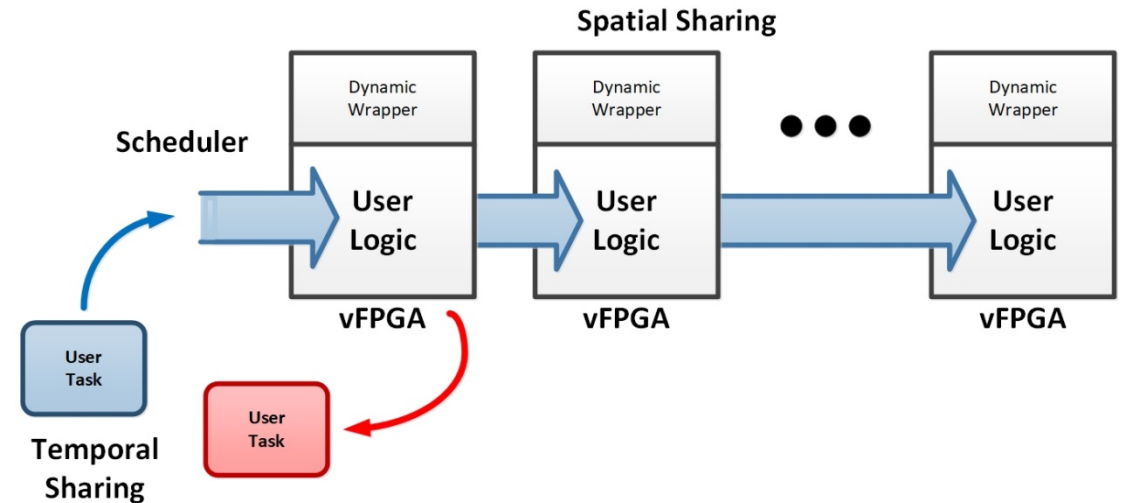 Spatial Sharing
Scheduler
Dynamic
Wrapper
User
Logic
vFPGA
Dynamic
Wrapper
User
Logic
vFPGA
Dynamic
Wrapper
User
Logic
vFPGA
User
Task
Temporal
Sharing
User
Task